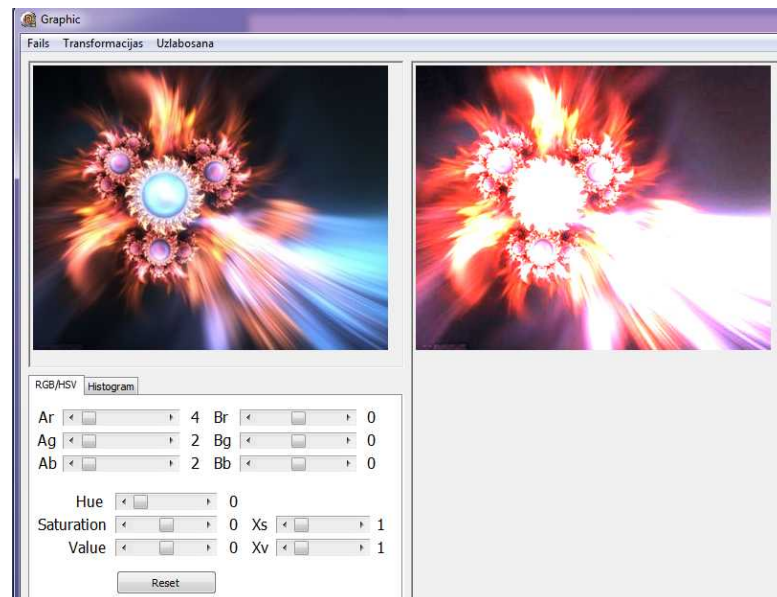 Graphic
Fails Transformacijas Uzlabosana
RGB/HSV Histogram
Ar 4 Br 0
Ag 2 Bg 0
Ab 2 Bb 0
Hue 0
Saturation 0 Xs 1
Value 0 Xv 1
Reset